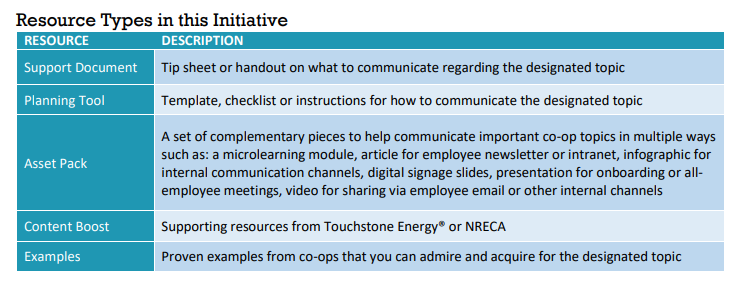 Resource Types in this Initiative
RESOURCE DESCRIPTION
Support Document Tip sheet or handout on what to communicate regarding the designated topic
Planning Tool Template, checklist or instructions for how to communicate the designated topic
A set of complementary pieces to help communicate important co-op topics in multiple ways
such as: a microlearning module, article for employee newsletter or intranet, infographic for
Asset Pack
internal communication channels, digital signage slides, presentation for onboarding or all-
employee meetings, video for sharing via employee email or other internal channels
Content Boost Supporting resources from Touchstone Energy® or NRECA
Examples Proven examples from co-ops that you can admire and acquire for the designated topic